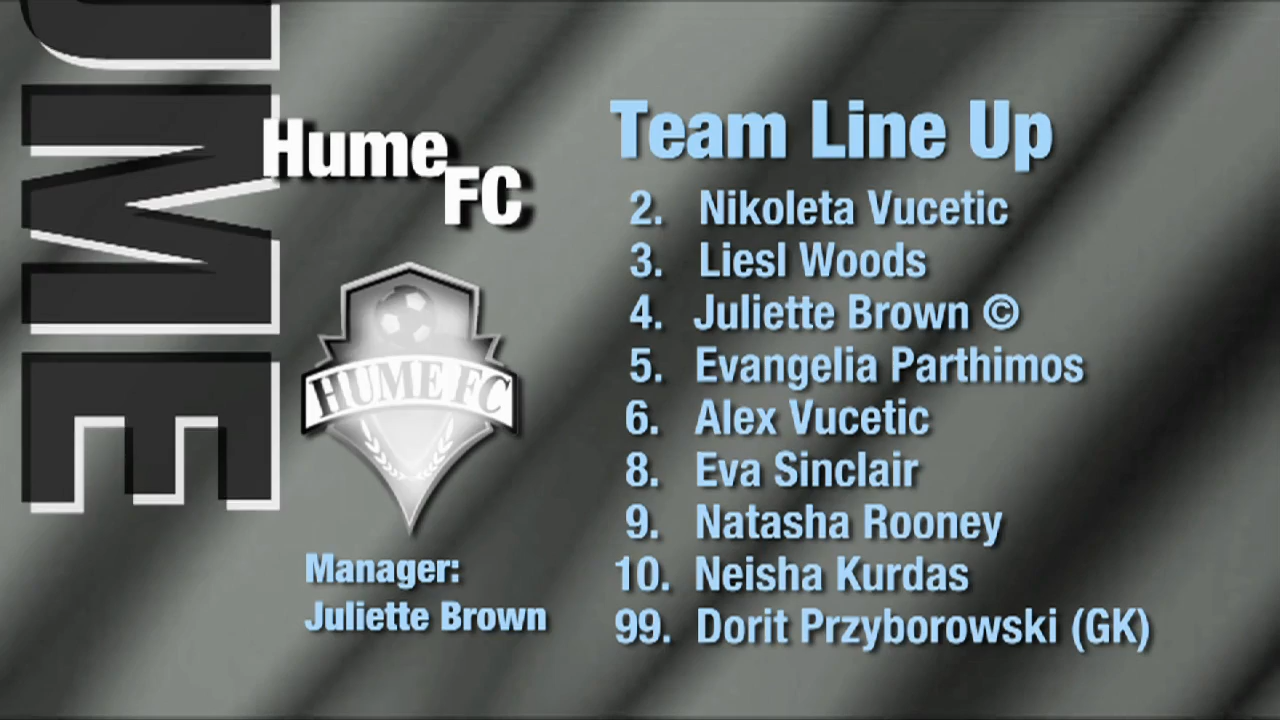 UME
Hume
FC
HUME FC
Manager:
Juliette Brown
Team Line Up
2. Nikoleta Vucetic
3. Liesl Woods
4. Juliette Brown ©
5. Evangelia Parthimos
6. Alex Vucetic
8. Eva Sinclair
9. Natasha Rooney
10. Neisha Kurdas
99. Dorit Przyborowski (GK)